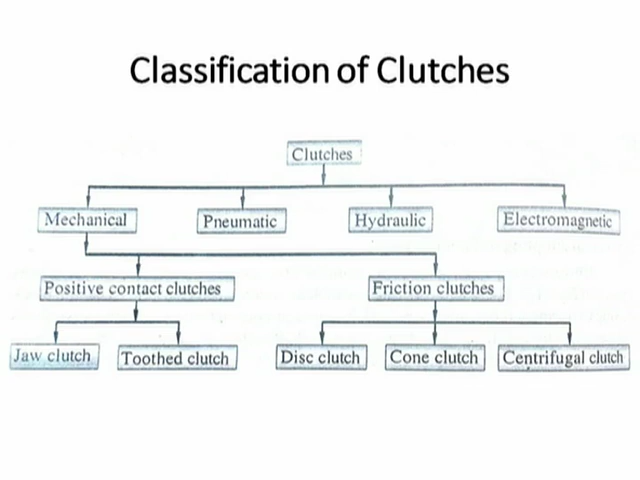 Classification of Clutches
Clutches
Mechanical
Pneumatic
Hydraulic
Electromagnetic
Positive contact clutches
Friction clutches
Jaw clutch
Toothed clutch
Disc clutch
Cone clutch
Centrifugal clutch